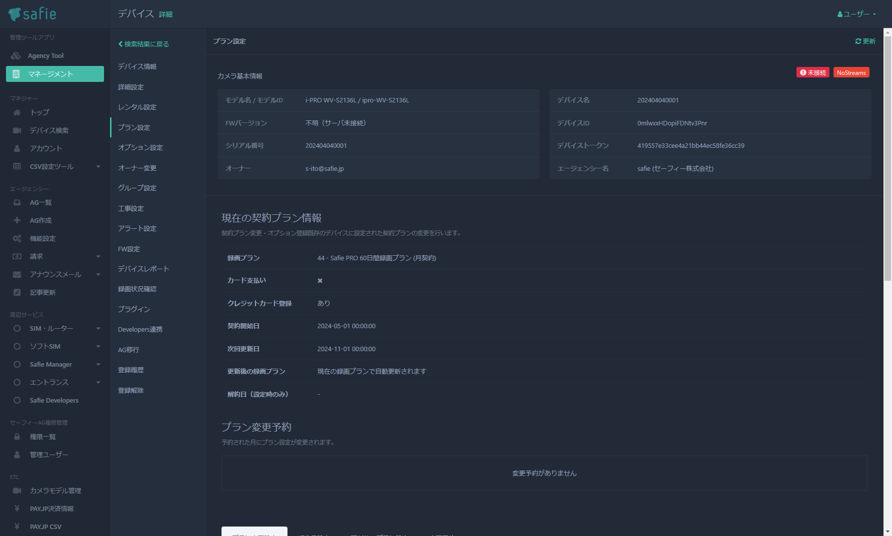 safie
デバイス 詳細
ユーザー
管理ツールアプリ
Agency Tool
マネージメント
マネジャー
トップ
デバイス検索
アカウント
CSV設定ツール
エージェンシー
AG一覧
AG作成
機能設定
請求
アナウンスメール
記事更新
周辺サービス
SIM・ルーター
ソフトSIM
Safie Manager
エントランス
Safie Developers
セーフィーAG権限管理
権限一覧
管理ユーザー
ETC
カメラモデル管理
PAYJP決済情報
PAYJP CSV
検索結果に戻る
デバイス情報
詳細設定
レンタル設定
プラン設定
オプション設定
オーナー変更
グループ設定
工事設定
アラート設定
FW設定
デバイスレポート
録画状況確認
プラグイン
Developers連携
AG移行
登録履歴
登録解除
プラン設定
更新
カメラ基本情報
未接続 NoStreams
モデル名 / モデルID i-PRO WV-S2136L / ipro-WV-S2136L
FWバージョン 不明（サーバ未接続）
シリアル番号 202404040001
オーナー s-ito@safie.jp
デバイス名 202404040001
デバイスID 0mlwxxHDopiFDNtv3Pnr
デバイストークン 419557e33cee4a21bb44ec58fe36cc39
エージェンシー名 safie (セーフィー株式会社)
現在の契約プラン情報
契約プラン変更・オプション登録既存のデバイスに設定された契約プランの変更を行います。
録画プラン 44 - Safie PRO 60日間録画プラン (月契約)
カード支払い ✖
クレジットカード登録 あり
契約開始日 2024-05-01 00:00:00
次回更新日 2024-11-01 00:00:00
更新後の録画プラン 現在の録画プランで自動更新されます
解約日（設定時のみ） -
プラン変更予約
予約された月にプラン設定が変更されます。
変更予約がありません